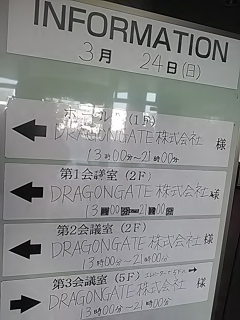 INFORMATION
3月 24日(日)
ホール (1F)
DRAGONGATE株式会社 様
13時00分〜21時00分
第1会議室 (2F)
DRAGONGATE株式会社 様
13時00分〜21時00分
第2会議室 (2F)
DRAGONGATE株式会社 様
13時00分〜21時00分
第3会議室 (5F)
DRAGONGATE株式会社 様
13時00分〜21時00分